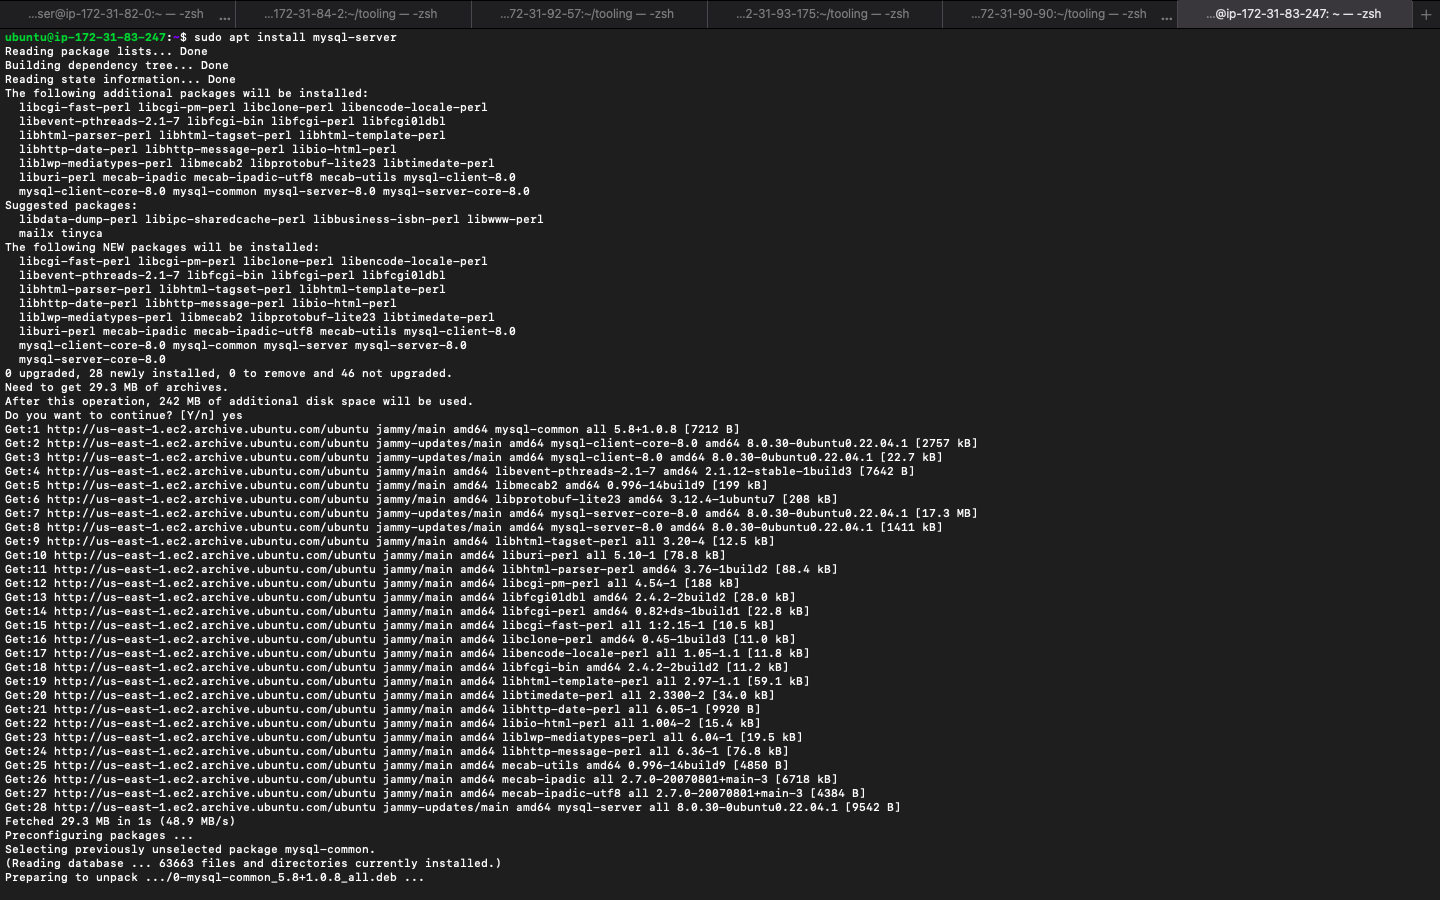 ...ser@ip-172-31-82-0:~ — -zsh ...
...172-31-84-2:~/tooling — -zsh
...72-31-92-57:~/tooling — -zsh
...2-31-93-175:~/tooling — -zsh
...72-31-90-90:~/tooling — -zsh ...
...@ip-172-31-83-247: ~ — -zsh +
ubuntu@ip-172-31-83-247:~$ sudo apt install mysql-server
Reading package lists... Done
Building dependency tree... Done
Reading state information... Done
The following additional packages will be installed:
  libcgi-fast-perl libcgi-pm-perl libclone-perl libencode-locale-perl
  libevent-pthreads-2.1-7 libfcgi-bin libfcgi-perl libfcgi0ldbl
  libhtml-parser-perl libhtml-tagset-perl libhtml-template-perl
  libhttp-date-perl libhttp-message-perl libio-html-perl
  liblwp-mediatypes-perl libmecab2 libprotobuf-lite23 libtimedate-perl
  liburi-perl mecab-ipadic mecab-ipadic-utf8 mecab-utils mysql-client-8.0
  mysql-client-core-8.0 mysql-common mysql-server-8.0 mysql-server-core-8.0
Suggested packages:
  libdata-dump-perl libipc-sharedcache-perl libbusiness-isbn-perl libwww-perl
  mailx tinyca
The following NEW packages will be installed:
  libcgi-fast-perl libcgi-pm-perl libclone-perl libencode-locale-perl
  libevent-pthreads-2.1-7 libfcgi-bin libfcgi-perl libfcgi0ldbl
  libhtml-parser-perl libhtml-tagset-perl libhtml-template-perl
  libhttp-date-perl libhttp-message-perl libio-html-perl
  liblwp-mediatypes-perl libmecab2 libprotobuf-lite23 libtimedate-perl
  liburi-perl mecab-ipadic mecab-ipadic-utf8 mecab-utils mysql-client-8.0
  mysql-client-core-8.0 mysql-common mysql-server mysql-server-8.0
  mysql-server-core-8.0
0 upgraded, 28 newly installed, 0 to remove and 46 not upgraded.
Need to get 29.3 MB of archives.
After this operation, 242 MB of additional disk space will be used.
Do you want to continue? [Y/n] yes
Get:1 http://us-east-1.ec2.archive.ubuntu.com/ubuntu jammy/main amd64 mysql-common all 5.8+1.0.8 [7212 B]
Get:2 http://us-east-1.ec2.archive.ubuntu.com/ubuntu jammy-updates/main amd64 mysql-client-core-8.0 amd64 8.0.30-0ubuntu0.22.04.1 [2757 kB]
Get:3 http://us-east-1.ec2.archive.ubuntu.com/ubuntu jammy-updates/main amd64 mysql-client-8.0 amd64 8.0.30-0ubuntu0.22.04.1 [22.7 kB]
Get:4 http://us-east-1.ec2.archive.ubuntu.com/ubuntu jammy/main amd64 libevent-pthreads-2.1-7 amd64 2.1.12-stable-1build3 [7642 B]
Get:5 http://us-east-1.ec2.archive.ubuntu.com/ubuntu jammy/main amd64 libmecab2 amd64 0.996-14build9 [199 kB]
Get:6 http://us-east-1.ec2.archive.ubuntu.com/ubuntu jammy/main amd64 libprotobuf-lite23 amd64 3.12.4-1ubuntu7 [208 kB]
Get:7 http://us-east-1.ec2.archive.ubuntu.com/ubuntu jammy-updates/main amd64 mysql-server-core-8.0 amd64 8.0.30-0ubuntu0.22.04.1 [17.3 MB]
Get:8 http://us-east-1.ec2.archive.ubuntu.com/ubuntu jammy-updates/main amd64 mysql-server-8.0 amd64 8.0.30-0ubuntu0.22.04.1 [1411 kB]
Get:9 http://us-east-1.ec2.archive.ubuntu.com/ubuntu jammy/main amd64 libhtml-tagset-perl all 3.20-4 [12.5 kB]
Get:10 http://us-east-1.ec2.archive.ubuntu.com/ubuntu jammy/main amd64 liburi-perl all 5.10-1 [78.8 kB]
Get:11 http://us-east-1.ec2.archive.ubuntu.com/ubuntu jammy/main amd64 libhtml-parser-perl amd64 3.76-1build2 [88.4 kB]
Get:12 http://us-east-1.ec2.archive.ubuntu.com/ubuntu jammy/main amd64 libcgi-pm-perl all 4.54-1 [188 kB]
Get:13 http://us-east-1.ec2.archive.ubuntu.com/ubuntu jammy/main amd64 libfcgi0ldbl amd64 2.4.2-2build2 [28.0 kB]
Get:14 http://us-east-1.ec2.archive.ubuntu.com/ubuntu jammy/main amd64 libfcgi-perl amd64 0.82+ds-1build1 [22.8 kB]
Get:15 http://us-east-1.ec2.archive.ubuntu.com/ubuntu jammy/main amd64 libcgi-fast-perl all 1:2.15-1 [10.5 kB]
Get:16 http://us-east-1.ec2.archive.ubuntu.com/ubuntu jammy/main amd64 libclone-perl amd64 0.45-1build3 [11.0 kB]
Get:17 http://us-east-1.ec2.archive.ubuntu.com/ubuntu jammy/main amd64 libencode-locale-perl all 1.05-1.1 [11.8 kB]
Get:18 http://us-east-1.ec2.archive.ubuntu.com/ubuntu jammy/main amd64 libfcgi-bin amd64 2.4.2-2build2 [11.2 kB]
Get:19 http://us-east-1.ec2.archive.ubuntu.com/ubuntu jammy/main amd64 libhtml-template-perl all 2.97-1.1 [59.1 kB]
Get:20 http://us-east-1.ec2.archive.ubuntu.com/ubuntu jammy/main amd64 libtimedate-perl all 2.3300-2 [34.0 kB]
Get:21 http://us-east-1.ec2.archive.ubuntu.com/ubuntu jammy/main amd64 libhttp-date-perl all 6.05-1 [9920 B]
Get:22 http://us-east-1.ec2.archive.ubuntu.com/ubuntu jammy/main amd64 libio-html-perl all 1.004-2 [15.4 kB]
Get:23 http://us-east-1.ec2.archive.ubuntu.com/ubuntu jammy/main amd64 liblwp-mediatypes-perl all 6.04-1 [19.5 kB]
Get:24 http://us-east-1.ec2.archive.ubuntu.com/ubuntu jammy/main amd64 libhttp-message-perl all 6.36-1 [76.8 kB]
Get:25 http://us-east-1.ec2.archive.ubuntu.com/ubuntu jammy/main amd64 mecab-utils amd64 0.996-14build9 [4850 B]
Get:26 http://us-east-1.ec2.archive.ubuntu.com/ubuntu jammy/main amd64 mecab-ipadic all 2.7.0-20070801+main-3 [6718 kB]
Get:27 http://us-east-1.ec2.archive.ubuntu.com/ubuntu jammy/main amd64 mecab-ipadic-utf8 all 2.7.0-20070801+main-3 [4384 B]
Get:28 http://us-east-1.ec2.archive.ubuntu.com/ubuntu jammy-updates/main amd64 mysql-server all 8.0.30-0ubuntu0.22.04.1 [9542 B]
Fetched 29.3 MB in 1s (48.9 MB/s)
Preconfiguring packages ...
Selecting previously unselected package mysql-common.
(Reading database ... 63663 files and directories currently installed.)
Preparing to unpack .../0-mysql-common_5.8+1.0.8_all.deb ...